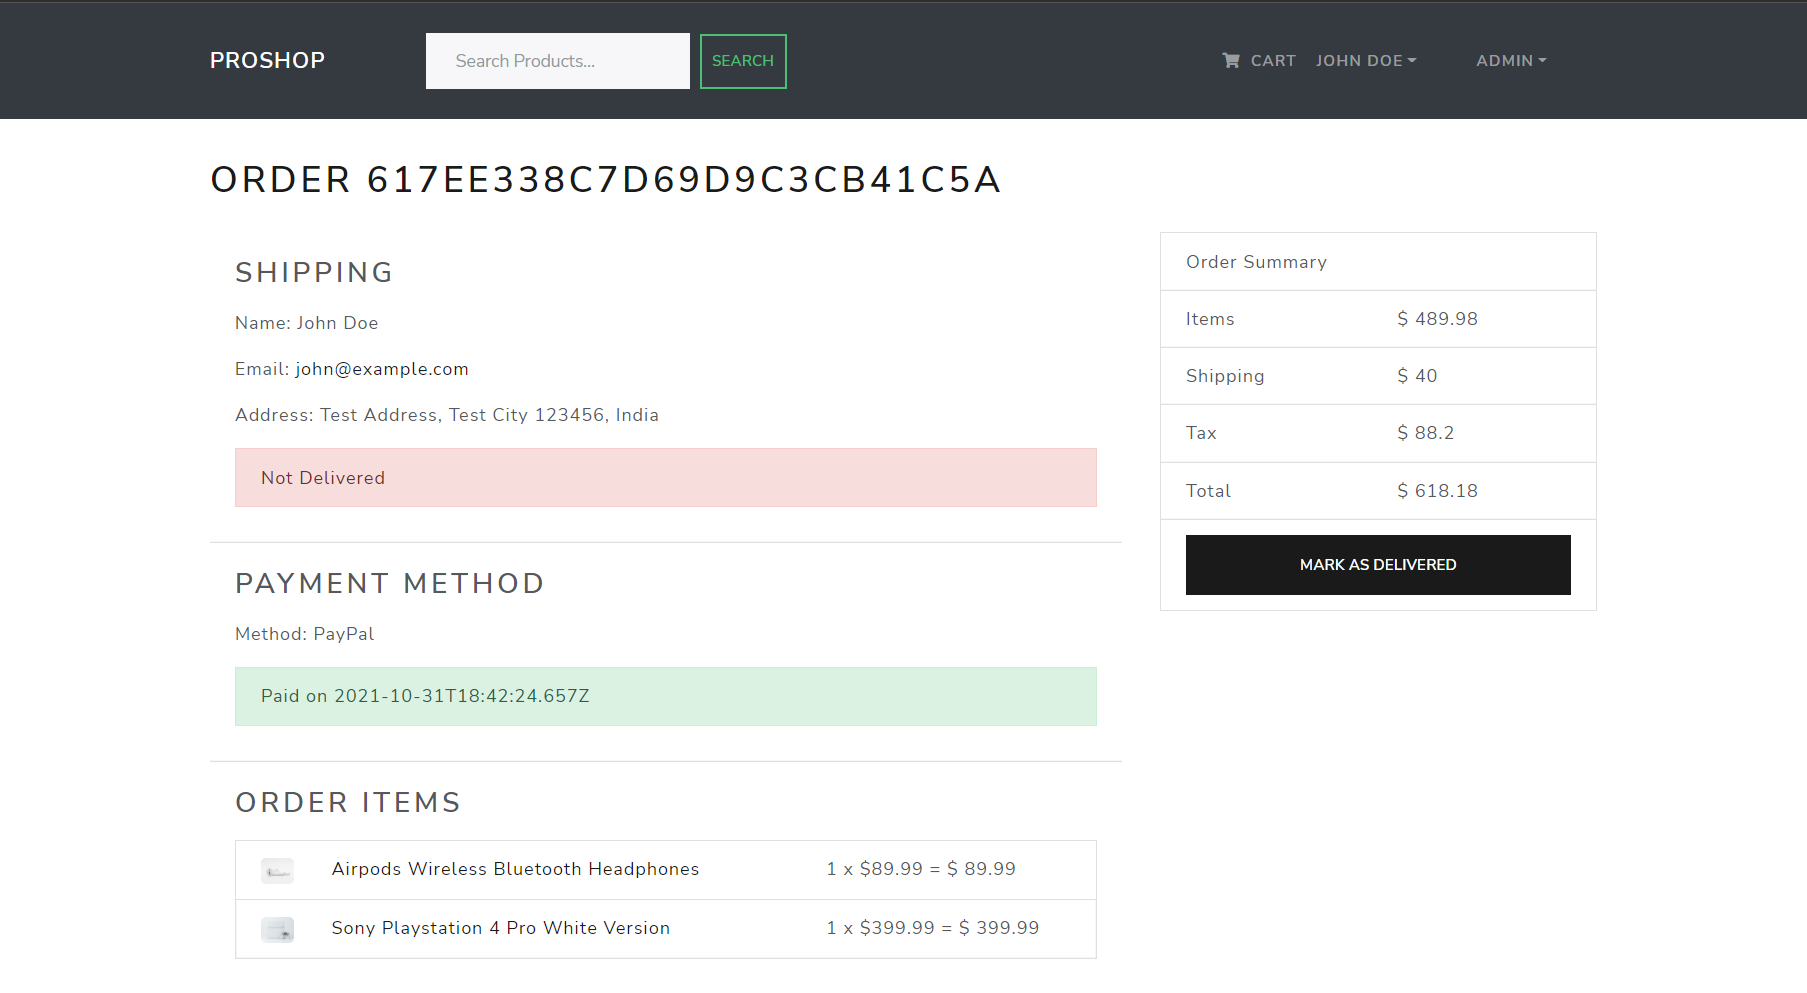 PROSHOP
Search Products...
SEARCH
CART
JOHN DOE
ADMIN
ORDER 617EE338C7D69D9C3CB41C5A
SHIPPING
Name: John Doe
Email: john@example.com
Address: Test Address, Test City 123456, India
Not Delivered
PAYMENT METHOD
Method: PayPal
Paid on 2021-10-31T18:42:24.657Z
ORDER ITEMS
Airpods Wireless Bluetooth Headphones 1 x $89.99 = $ 89.99
Sony Playstation 4 Pro White Version 1 x $399.99 = $ 399.99
Order Summary
Items $ 489.98
Shipping $ 40
Tax $ 88.2
Total $ 618.18
MARK AS DELIVERED